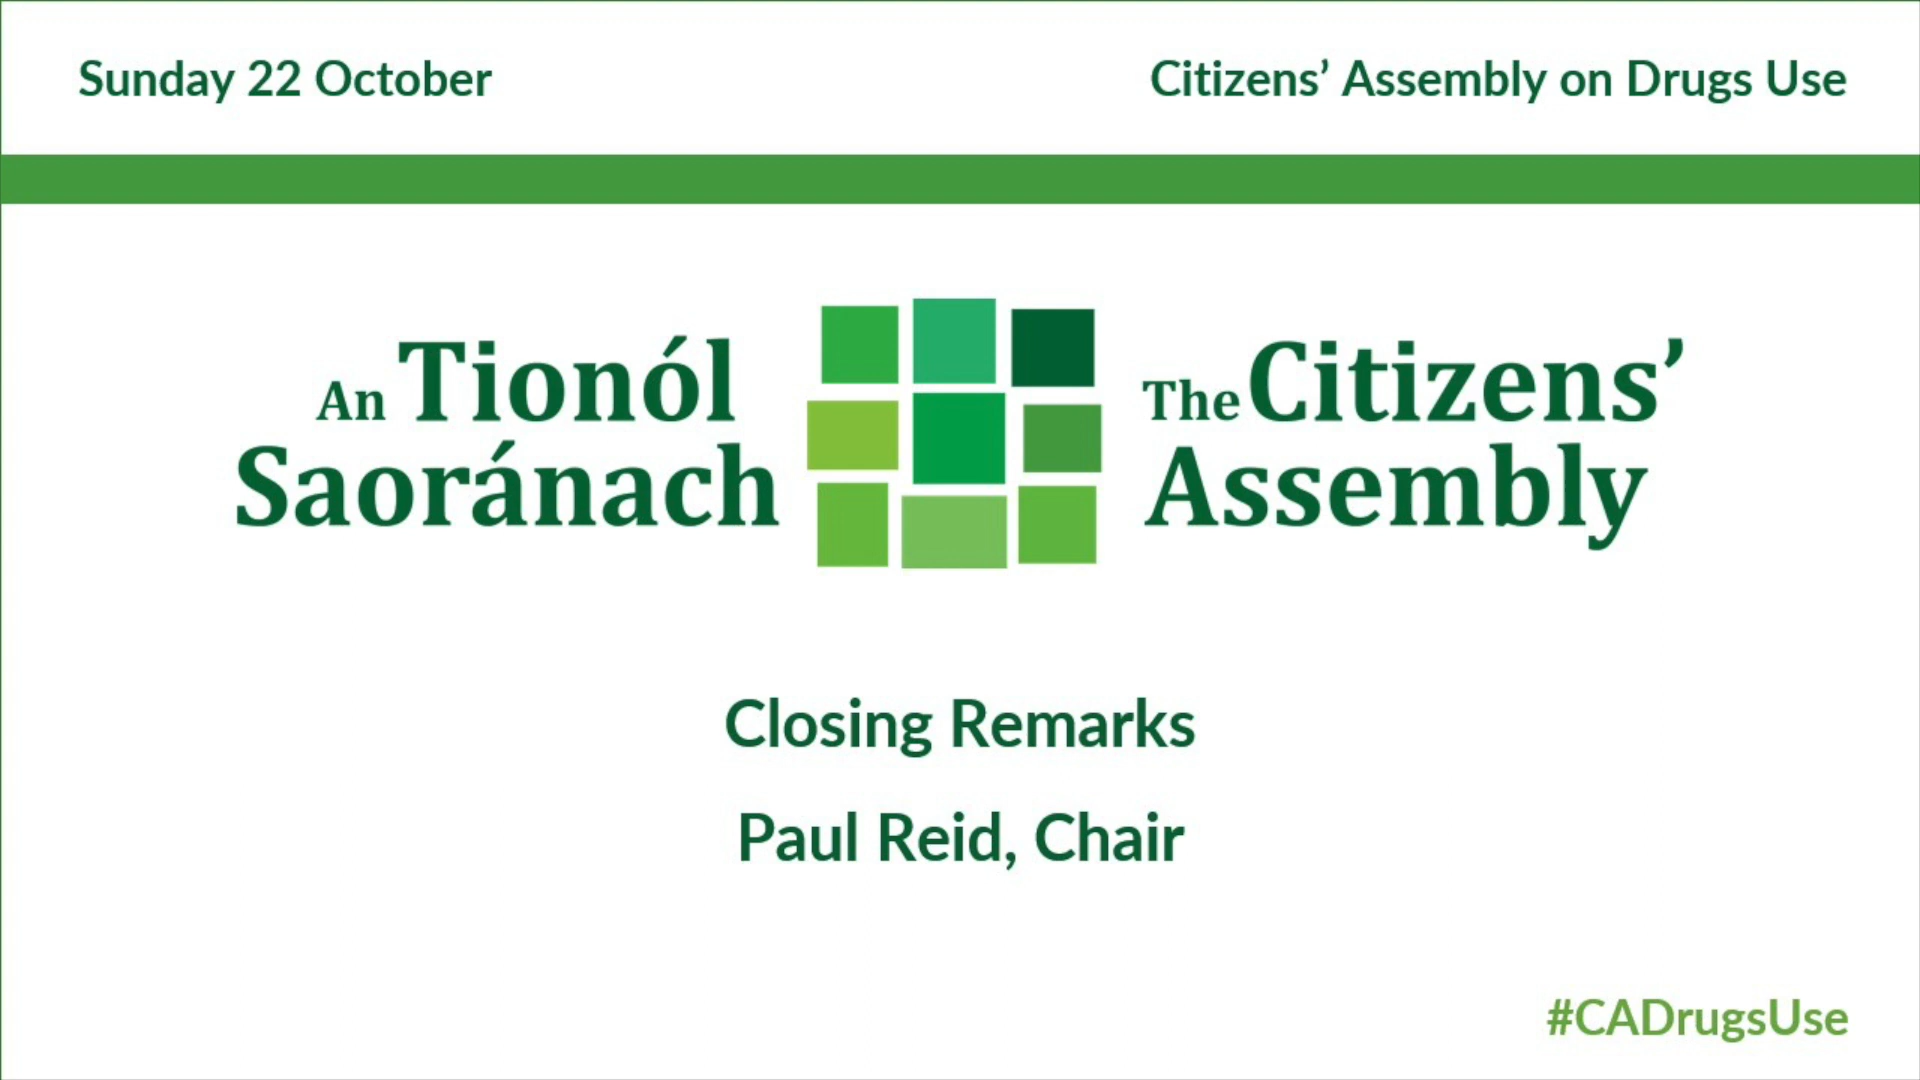 Sunday 22 October
Citizens’ Assembly on Drugs Use
An Tionól
Saoránach
The Citizens’
Assembly
Closing Remarks
Paul Reid, Chair
#CADrugsUse